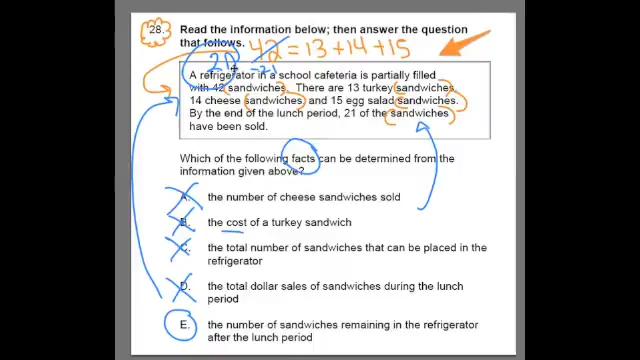 28. Read the information below; then answer the question
that follows. 42 = 13 + 14 + 15
21 -21
A refrigerator in a school cafeteria is partially filled
with 42 sandwiches. There are 13 turkey sandwiches,
14 cheese sandwiches, and 15 egg salad sandwiches.
By the end of the lunch period, 21 of the sandwiches
have been sold.
Which of the following facts can be determined from the
information given above?
A. the number of cheese sandwiches sold
B. the cost of a turkey sandwich
C. the total number of sandwiches that can be placed in the
refrigerator
D. the total dollar sales of sandwiches during the lunch
period
E. the number of sandwiches remaining in the refrigerator
after the lunch period